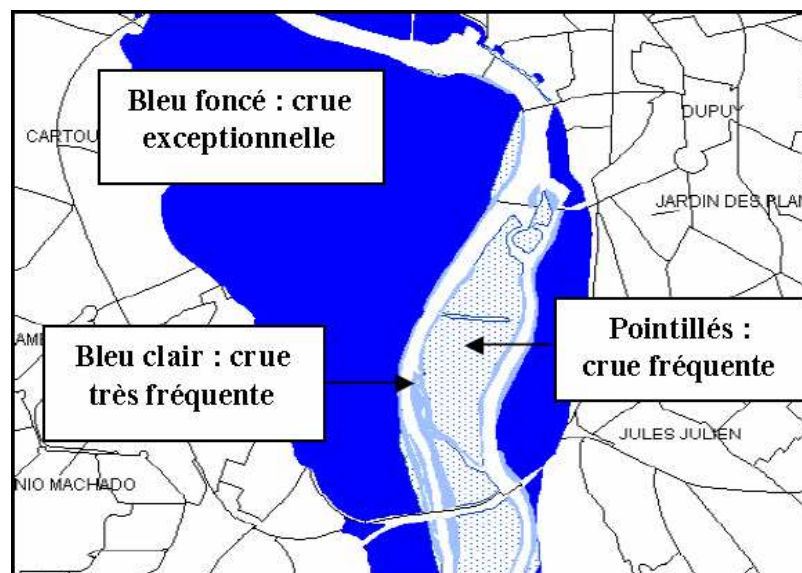 Bleu foncé : crue
exceptionnelle
CARTOU
DUPUY
JARDIN DES PLAN
Bleu clair : crue
très fréquente
Pointillés :
crue fréquente
JULES JULIEN
NIO MACHADO